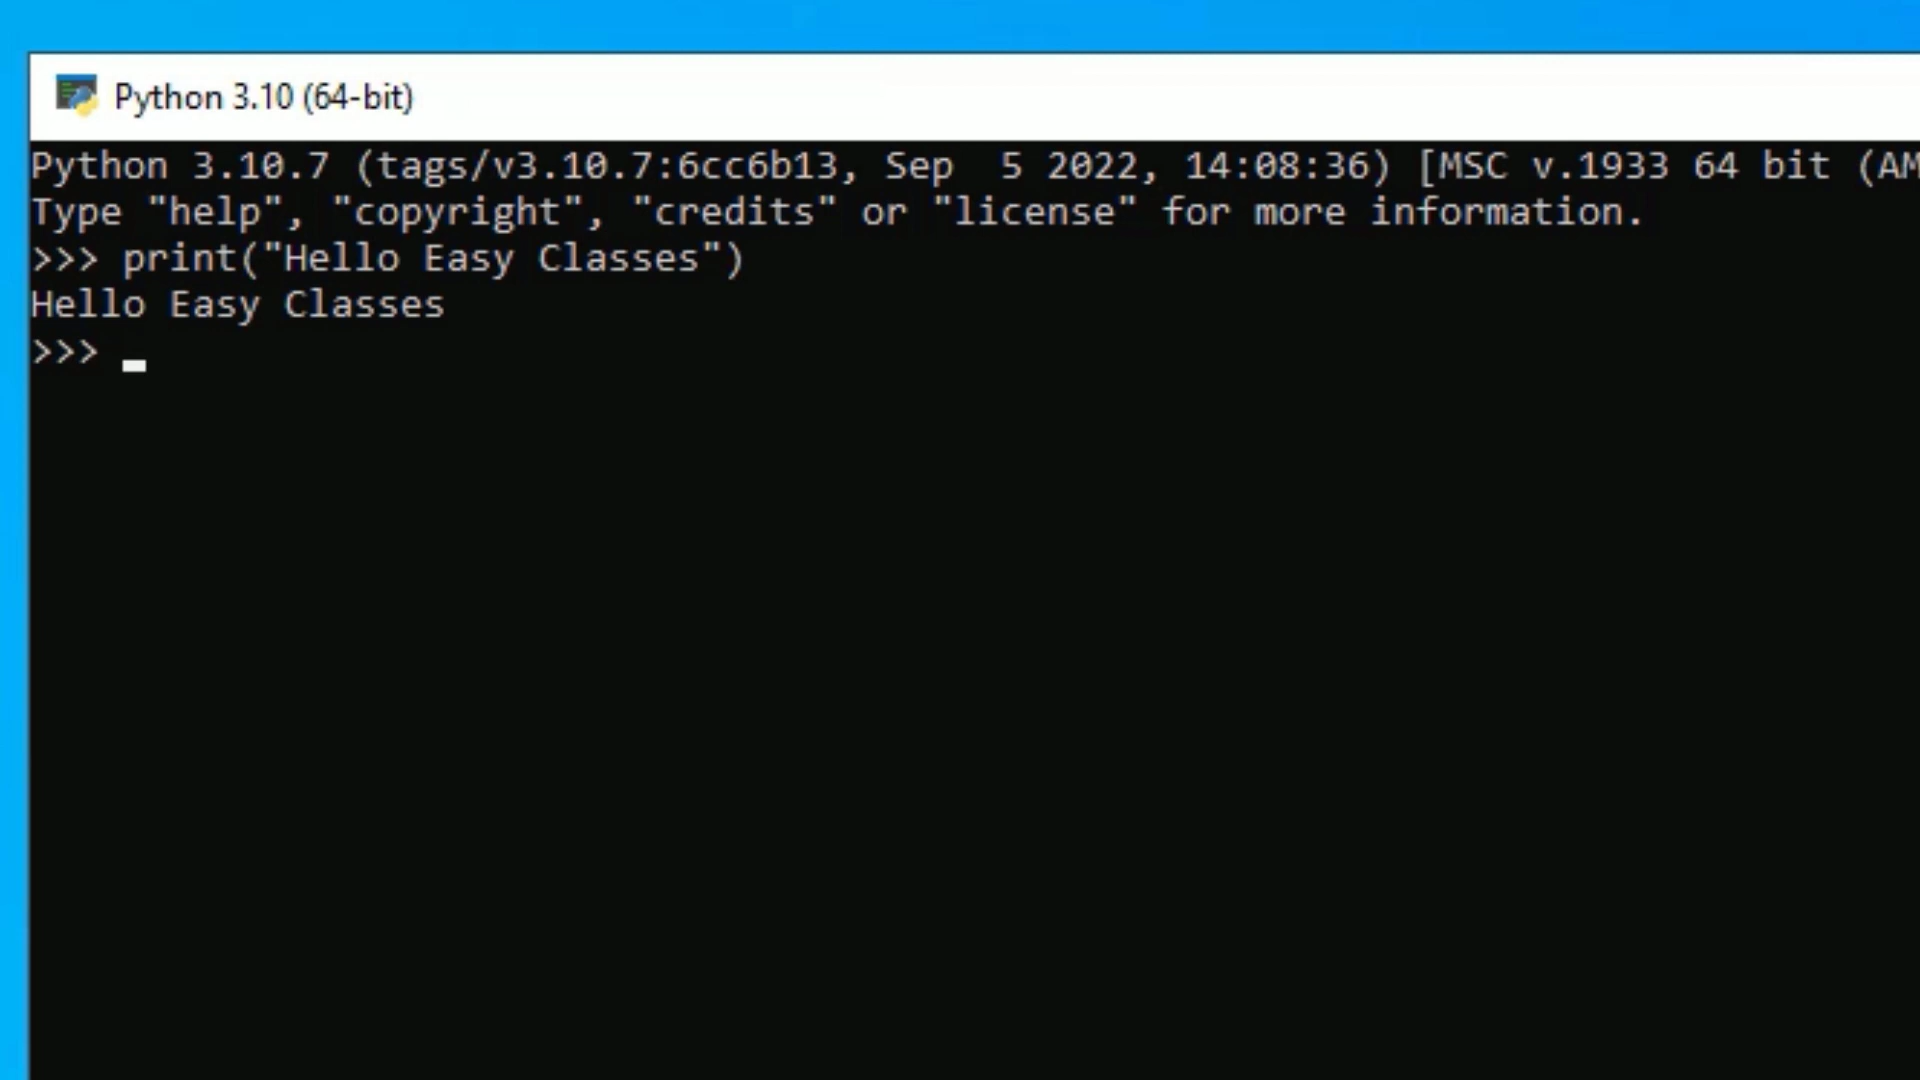 Python 3.10 (64-bit)
Python 3.10.7 (tags/v3.10.7:6cc6b13, Sep  5 2022, 14:08:36) [MSC v.1933 64 bit (AM
Type "help", "copyright", "credits" or "license" for more information.
>>> print("Hello Easy Classes")
Hello Easy Classes
>>>